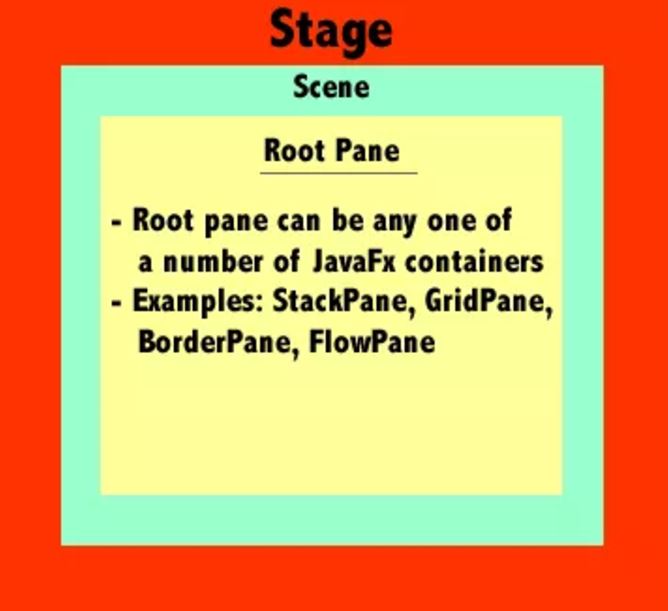 Stage
Scene
Root Pane
- Root pane can be any one of
a number of JavaFx containers
- Examples: StackPane, GridPane,
BorderPane, FlowPane